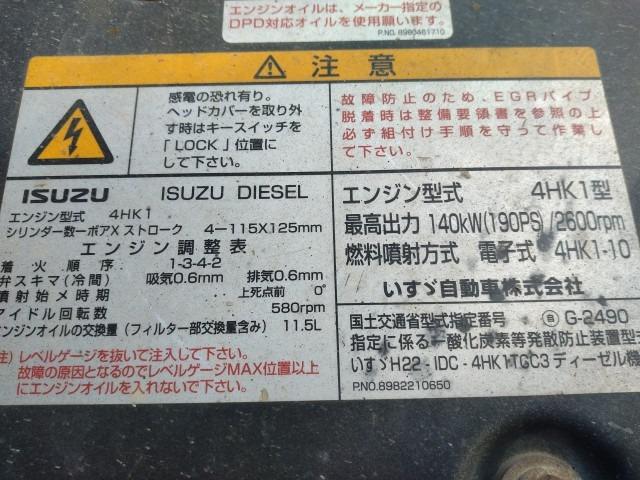 エンジンオイルは、メーカー指定の
DPD対応オイルを使用願います。
P.NO. 8980461710
注意
感電の恐れ有り。
ヘッドカバーを取り外
す時はキースイッチを
「LOCK」位置に
して下さい。
故障防止のため、EGRパイプ
脱着時は整備要領書を参照の上
必ず組付け手順を守って作業し
て下さい。
ISUZU ISUZU DIESEL
エンジン型式 4HK1
シリンダー数ーボアX ストローク 4-115X125mm
エンジン調整表
着火順序 1-3-4-2
弁スキマ(冷間) 吸気0.6mm 排気0.6mm
噴射始メ時期 上死点前 0°
アイドル回転数 580rpm
エンジンオイルの交換量(フィルター部交換量含み) 11.5L
注) レベルゲージを抜いて注入して下さい。
故障の原因となるのでレベルゲージMAX位置以上
にエンジンオイルを入れないで下さい。
エンジン型式 4HK1型
最高出力 140kW(190PS)/2600rpm
燃料噴射方式 電子式 4HK1-10
いすゞ自動車株式会社
国土交通省型式指定番号 G-2490
指定に係る一酸化炭素等発散防止装置型式
いすゞH22-IDC-4HK1TGC3ディーゼル機
P.NO.8982210650